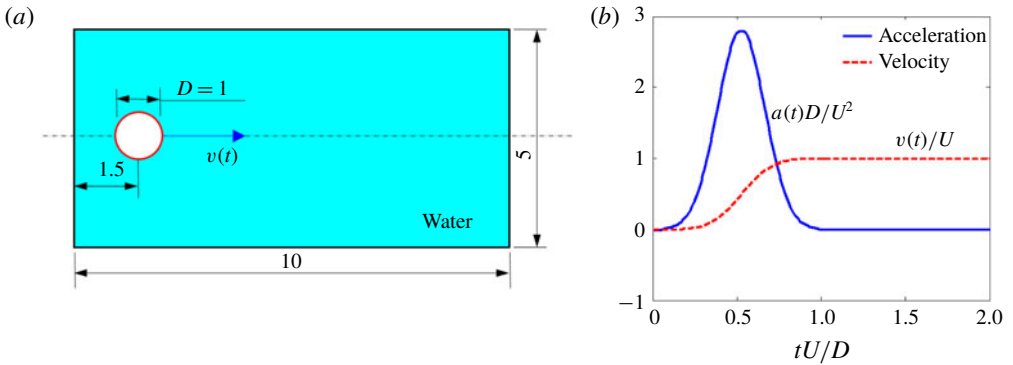 (a)
D = 1
v(t)
1.5
5
Water
10
(b)
3
2
1
0
−1
Acceleration
Velocity
a(t)D/U²
v(t)/U
0
0.5
1.0
1.5
2.0
tU/D